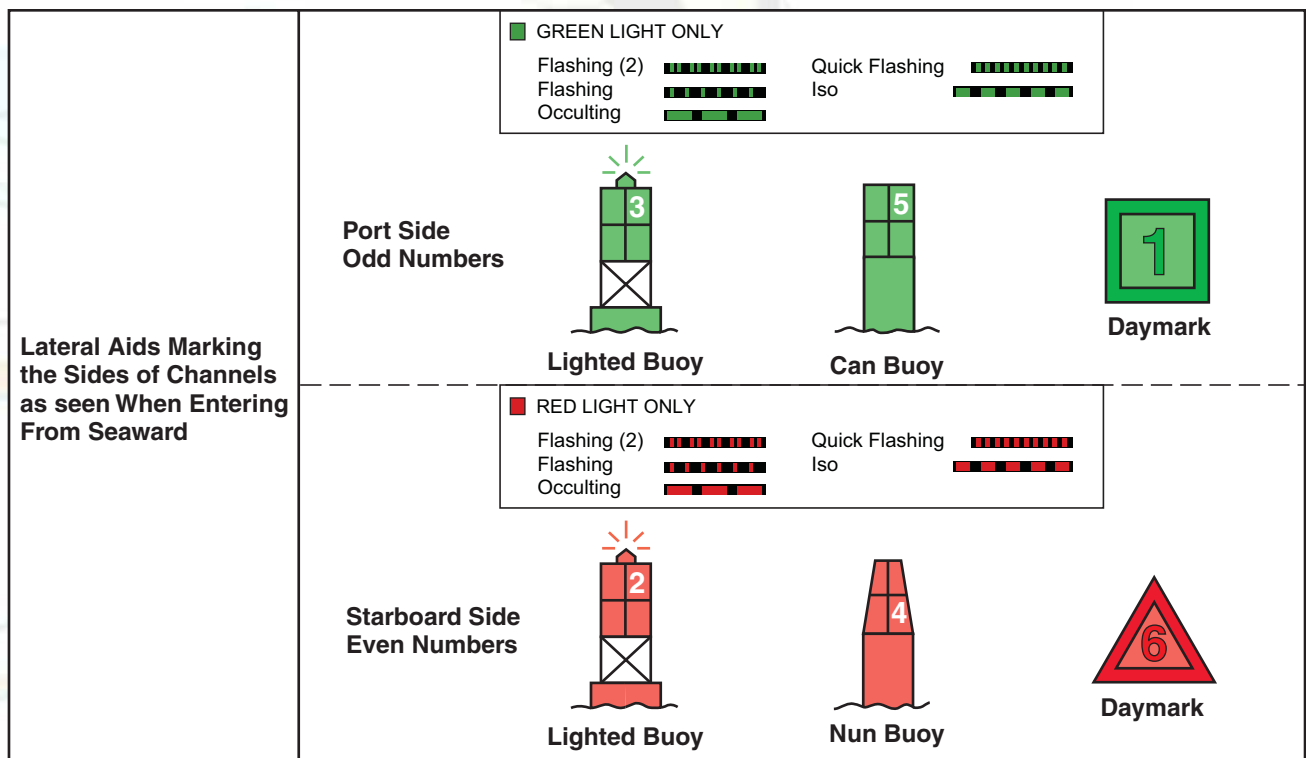 GREEN LIGHT ONLY
Flashing (2)
Quick Flashing
Flashing
Iso
Occulting
3
5
1
Port Side
Odd Numbers
Lighted Buoy
Can Buoy
Daymark
Lateral Aids Marking
the Sides of Channels
as seen When Entering
From Seaward
RED LIGHT ONLY
Flashing (2)
Quick Flashing
Flashing
Iso
Occulting
2
4
6
Starboard Side
Even Numbers
Lighted Buoy
Nun Buoy
Daymark